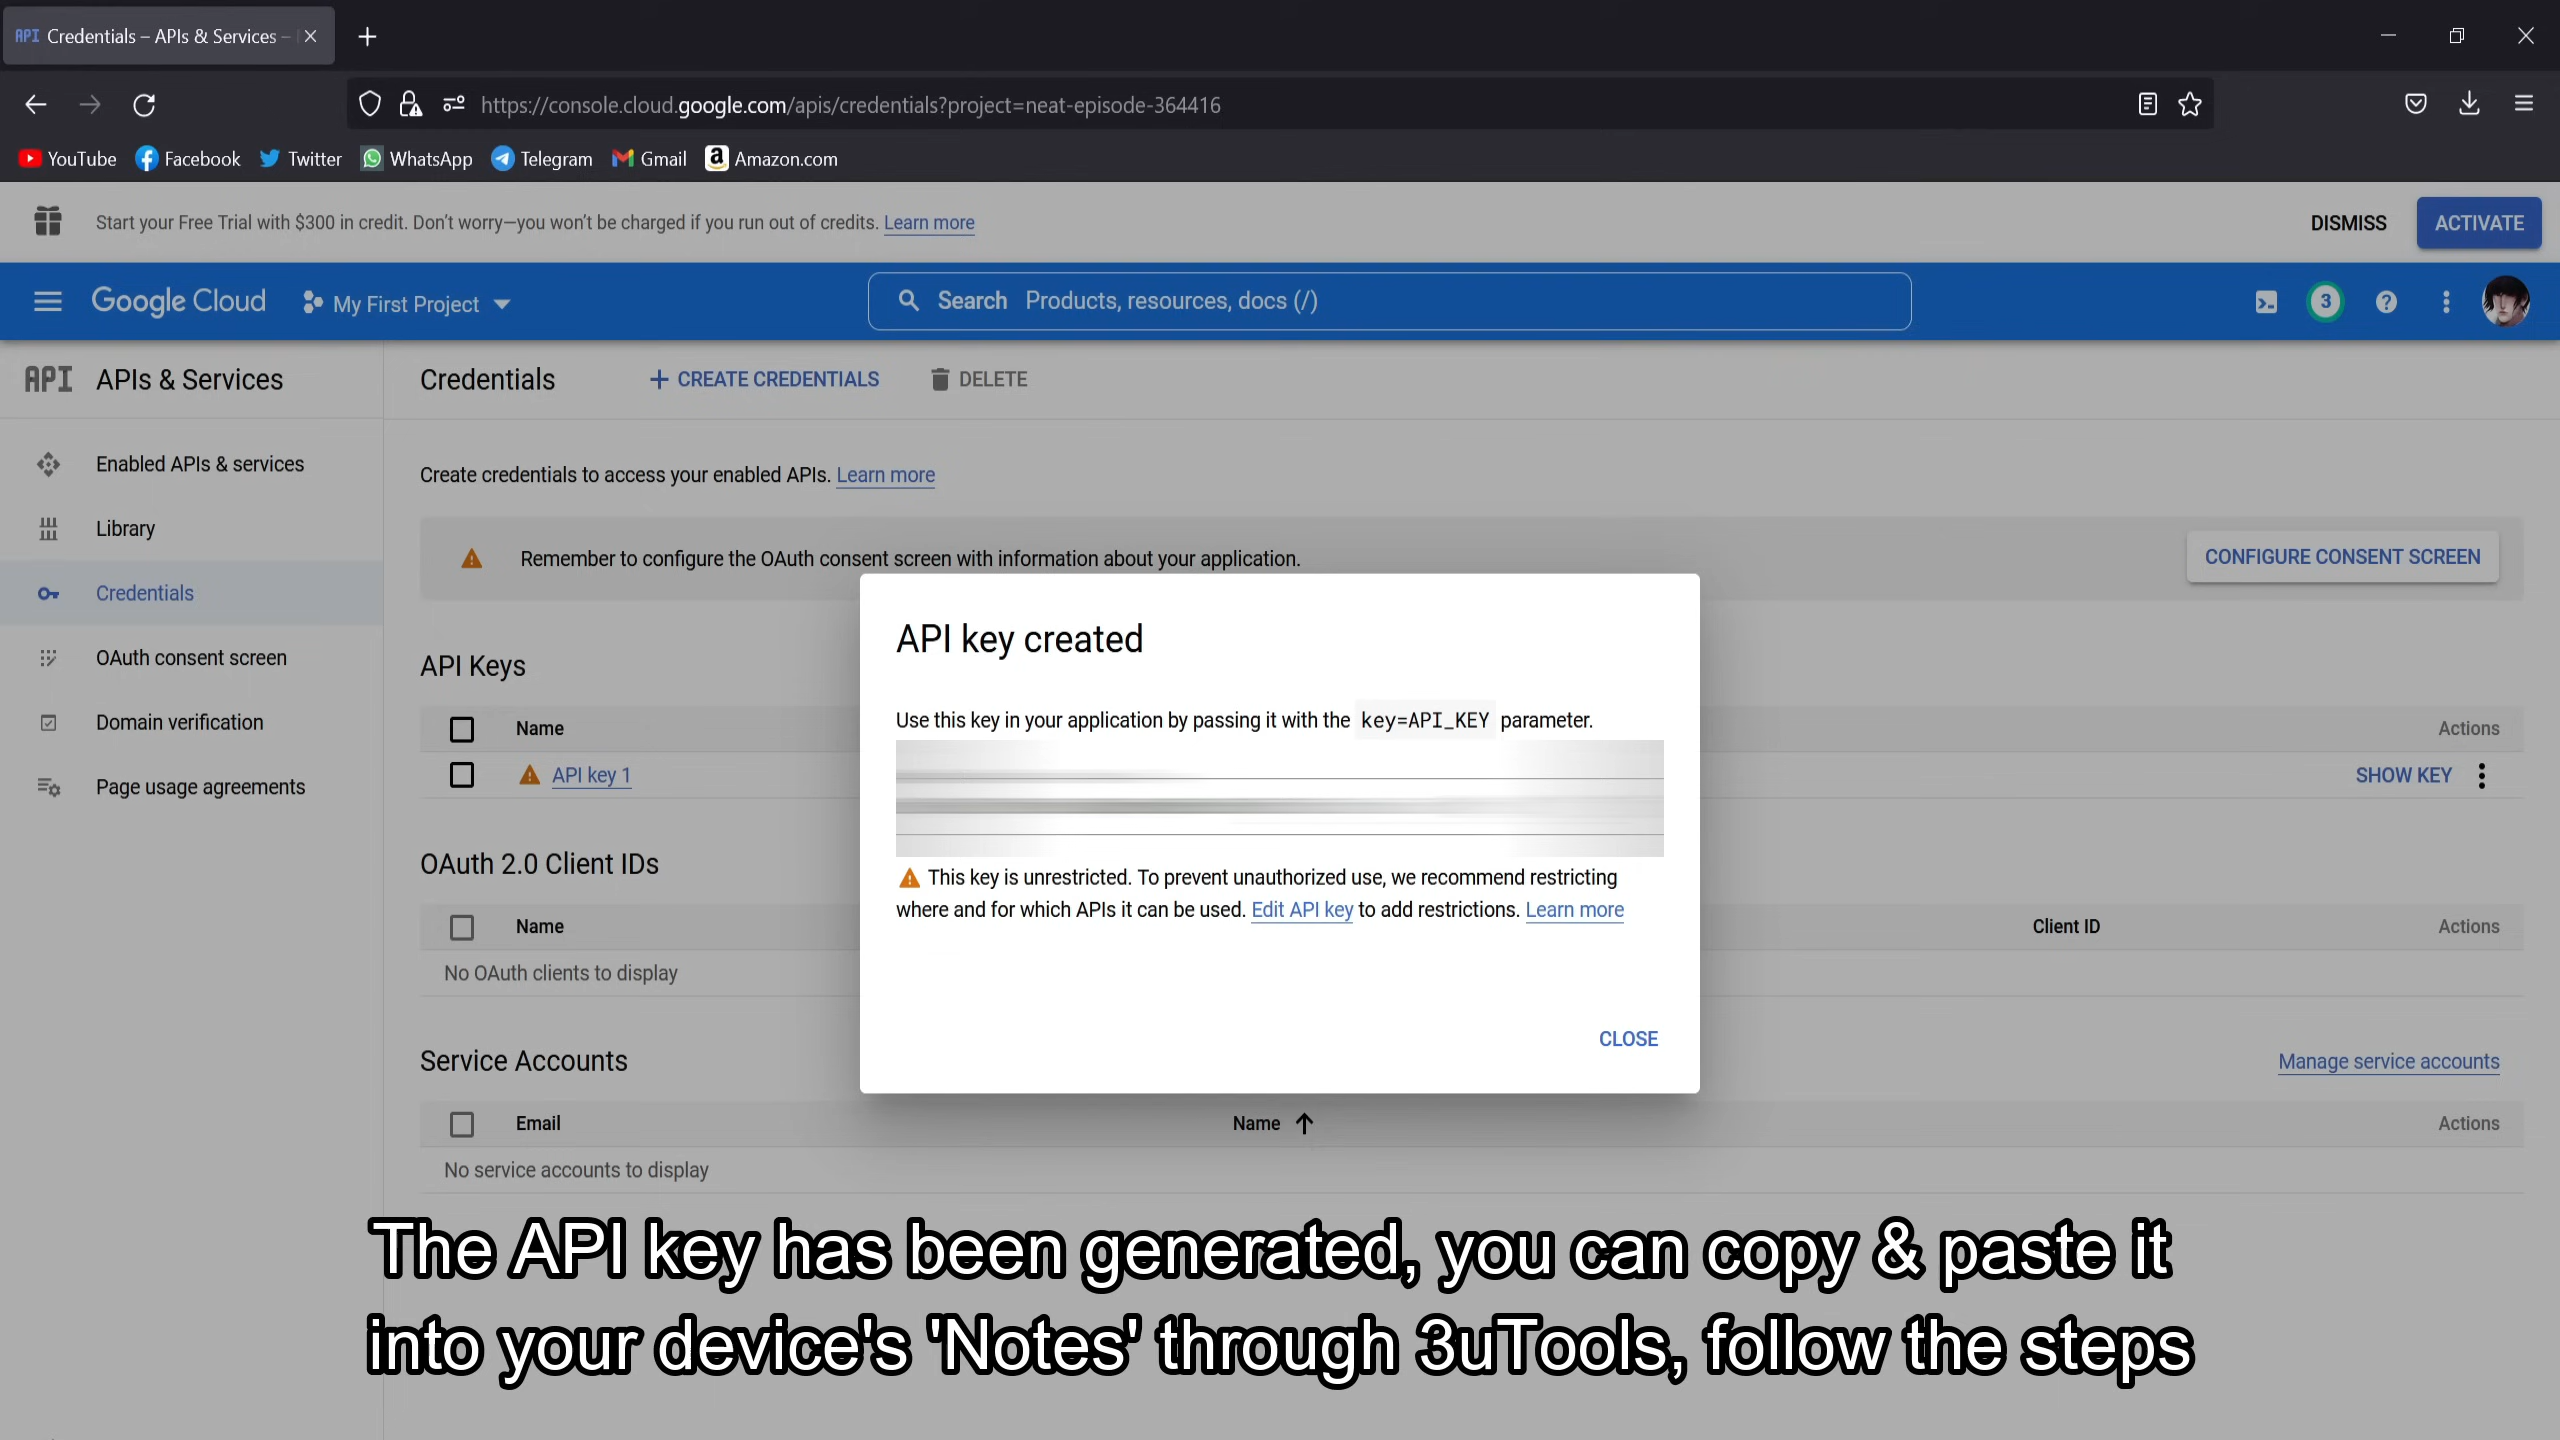 API Credentials – APIs & Services –
https://console.cloud.google.com/apis/credentials?project=neat-episode-364416
YouTube Facebook Twitter WhatsApp Telegram Gmail Amazon.com
Start your Free Trial with $300 in credit. Don't worry—you won't be charged if you run out of credits. Learn more DISMISS ACTIVATE
Google Cloud My First Project Search Products, resources, docs (/) 3
API APIs & Services
Credentials + CREATE CREDENTIALS DELETE
Enabled APIs & services
Library
Credentials
OAuth consent screen
Domain verification
Page usage agreements
Create credentials to access your enabled APIs. Learn more
Remember to configure the OAuth consent screen with information about your application. CONFIGURE CONSENT SCREEN
API Keys
Name Actions
API key 1 SHOW KEY
OAuth 2.0 Client IDs
Name Client ID Actions
No OAuth clients to display
Service Accounts Manage service accounts
Email Name Actions
No service accounts to display
API key created
Use this key in your application by passing it with the key=API_KEY parameter.
This key is unrestricted. To prevent unauthorized use, we recommend restricting
where and for which APIs it can be used. Edit API key to add restrictions. Learn more
CLOSE
The API key has been generated, you can copy & paste it
into your device's 'Notes' through 3uTools, follow the steps